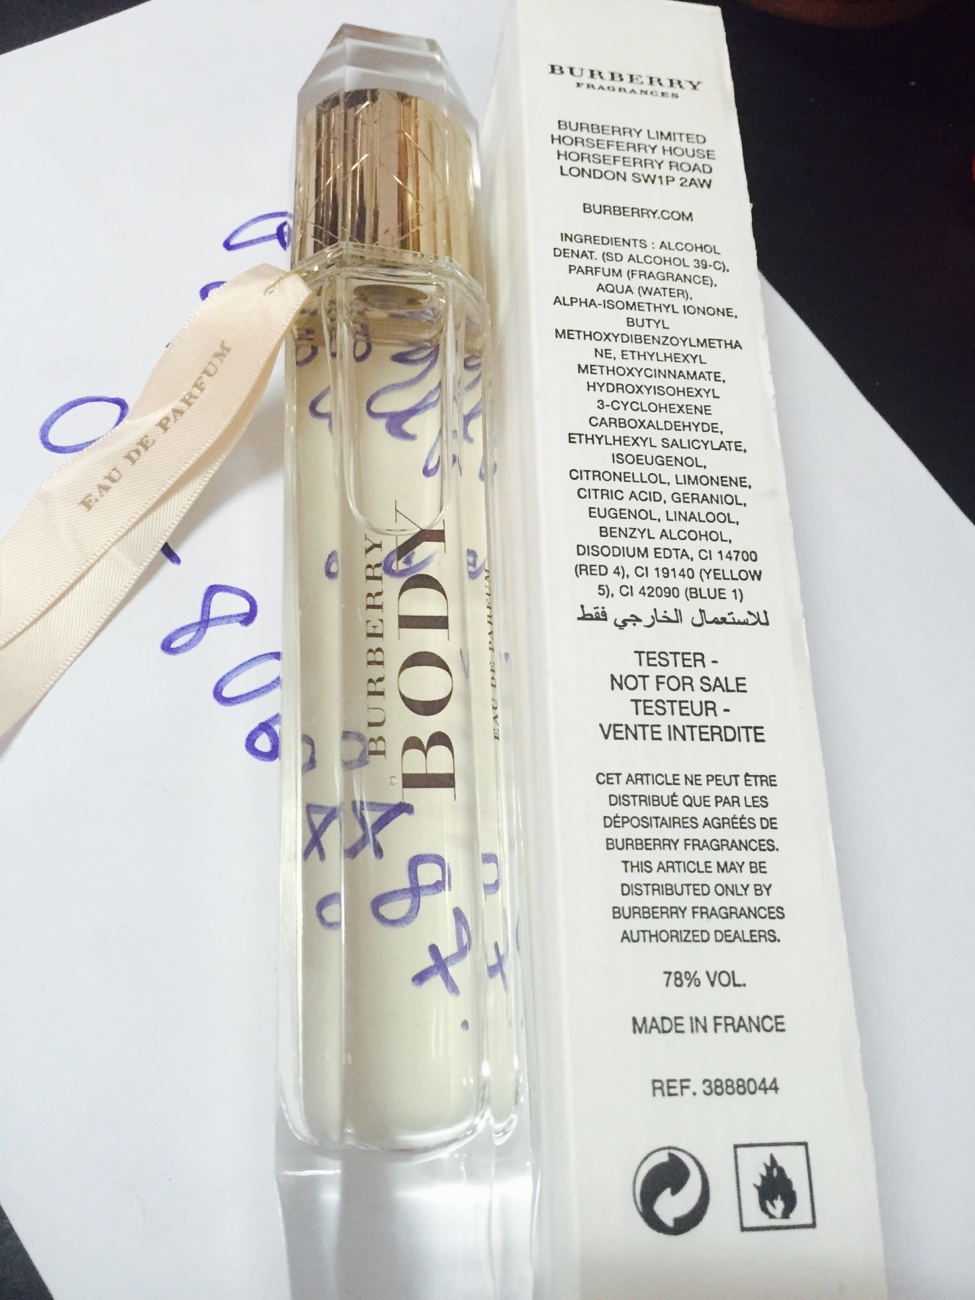 EAU DE PARFUM
BURBERRY
BODY
EAU DE PARFUM
BURBERRY
FRAGRANCES
BURBERRY LIMITED
HORSEFERRY HOUSE
HORSEFERRY ROAD
LONDON SW1P 2AW
BURBERRY.COM
INGREDIENTS : ALCOHOL
DENAT. (SD ALCOHOL 39-C),
PARFUM (FRAGRANCE),
AQUA (WATER),
ALPHA-ISOMETHYL IONONE,
BUTYL
METHOXYDIBENZOYLMETHA
NE, ETHYLHEXYL
METHOXYCINNAMATE,
HYDROXYISOHEXYL
3-CYCLOHEXENE
CARBOXALDEHYDE,
ETHYLHEXYL SALICYLATE,
ISOEUGENOL,
CITRONELLOL, LIMONENE,
CITRIC ACID, GERANIOL,
EUGENOL, LINALOOL,
BENZYL ALCOHOL,
DISODIUM EDTA, CI 14700
(RED 4), CI 19140 (YELLOW
5), CI 42090 (BLUE 1)
للاستعمال الخارجي فقط
TESTER -
NOT FOR SALE
TESTEUR -
VENTE INTERDITE
CET ARTICLE NE PEUT ÊTRE
DISTRIBUÉ QUE PAR LES
DÉPOSITAIRES AGRÉÉS DE
BURBERRY FRAGRANCES.
THIS ARTICLE MAY BE
DISTRIBUTED ONLY BY
BURBERRY FRAGRANCES
AUTHORIZED DEALERS.
78% VOL.
MADE IN FRANCE
REF. 3888044